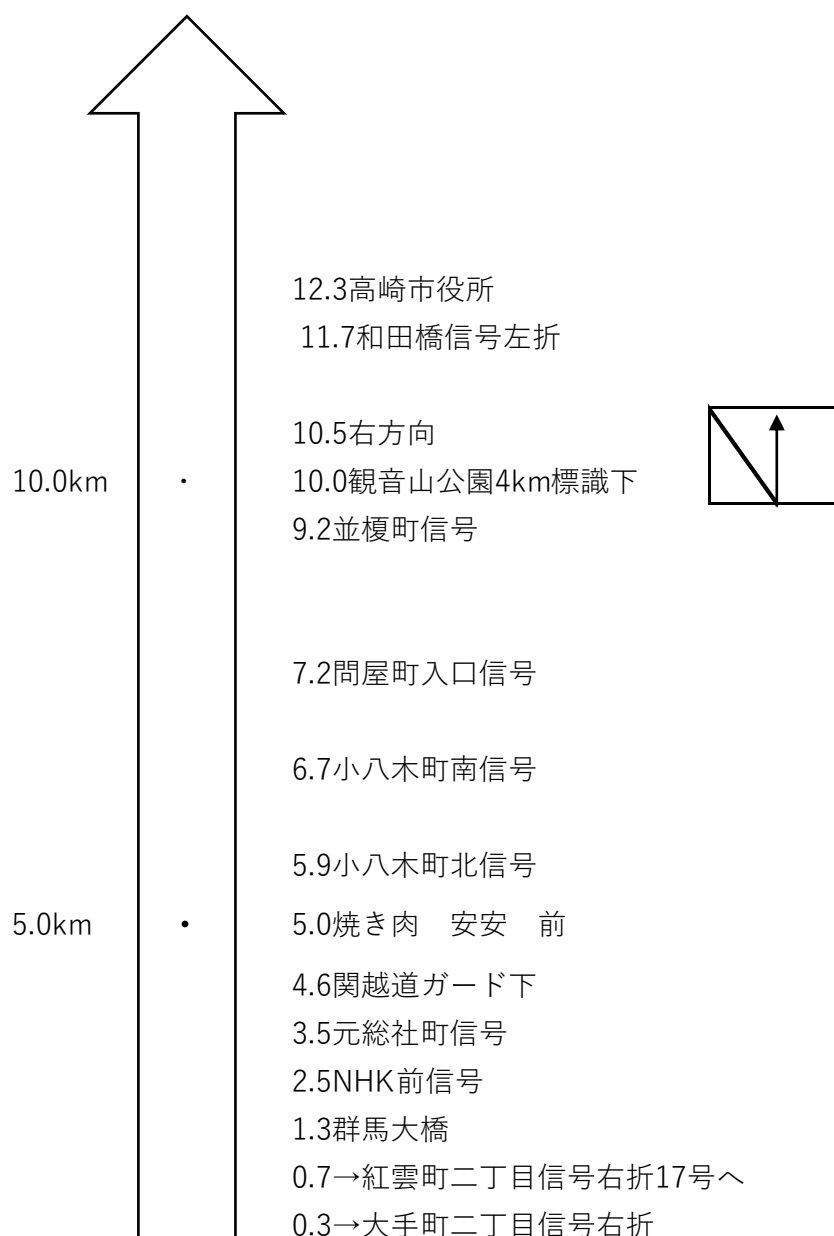 12.3高崎市役所
11.7和田橋信号左折
10.5右方向
10.0km ・ 10.0観音山公園4km標識下
9.2並榎町信号
7.2問屋町入口信号
6.7小八木町南信号
5.9小八木町北信号
5.0km ・ 5.0焼き肉　安安　前
4.6関越道ガード下
3.5元総社町信号
2.5NHK前信号
1.3群馬大橋
0.7→紅雲町二丁目信号右折17号へ
0.3→大手町二丁目信号右折